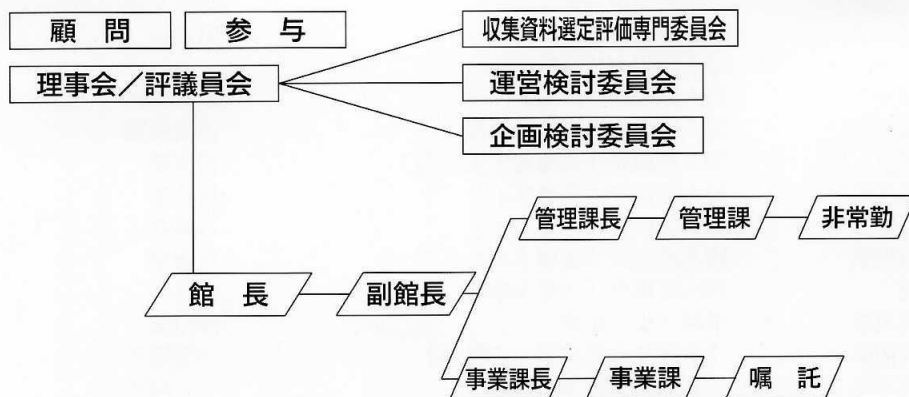 顧 問
参 与
理事会／評議員会
収集資料選定評価専門委員会
運営検討委員会
企画検討委員会
館 長
副館長
管理課長
管理課
非常勤
事業課長
事業課
嘱 託